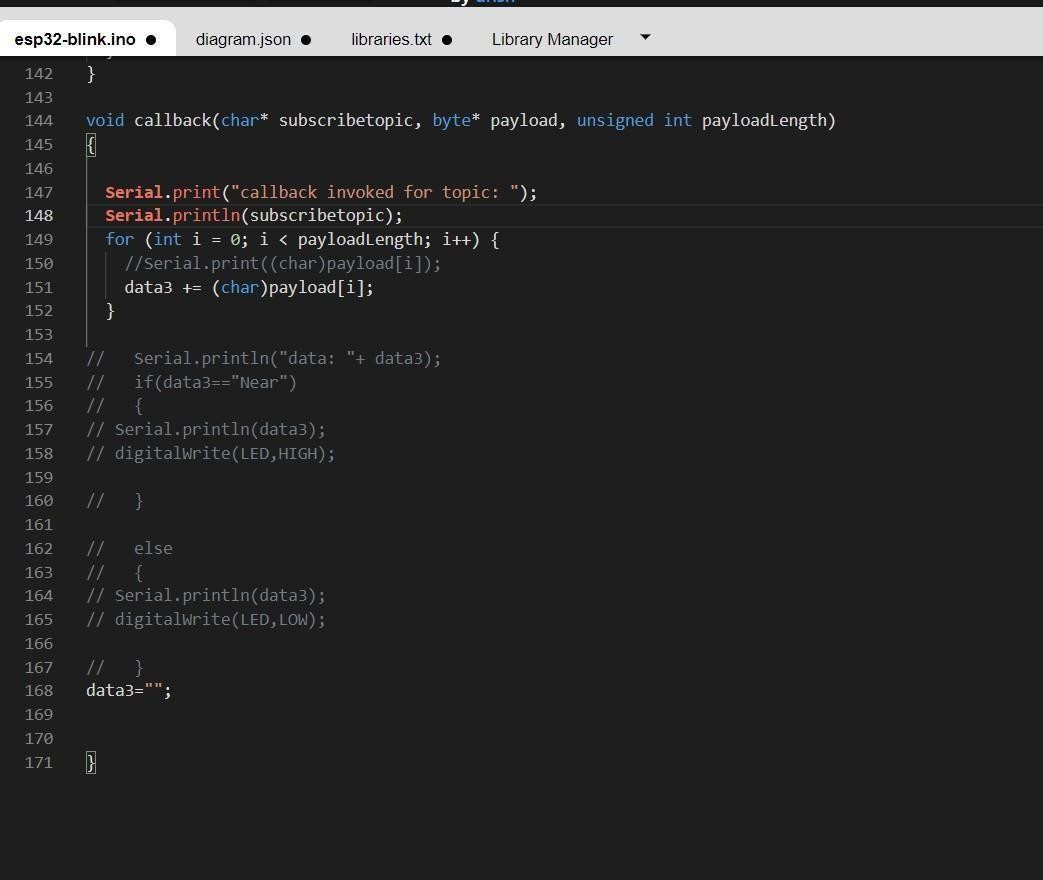 esp32-blink.ino ● diagram.json ● libraries.txt ● Library Manager
142 }
143
144 void callback(char* subscribetopic, byte* payload, unsigned int payloadLength)
145 {
146
147 Serial.print("callback invoked for topic: ");
148 Serial.println(subscribetopic);
149 for (int i = 0; i < payloadLength; i++) {
150 //Serial.print((char)payload[i]);
151 data3 += (char)payload[i];
152 }
153
154 // Serial.println("data: "+ data3);
155 // if(data3=="Near")
156 // {
157 // Serial.println(data3);
158 // digitalWrite(LED,HIGH);
159
160 // }
161
162 // else
163 // {
164 // Serial.println(data3);
165 // digitalWrite(LED,LOW);
166
167 // }
168 data3="";
169
170
171 }